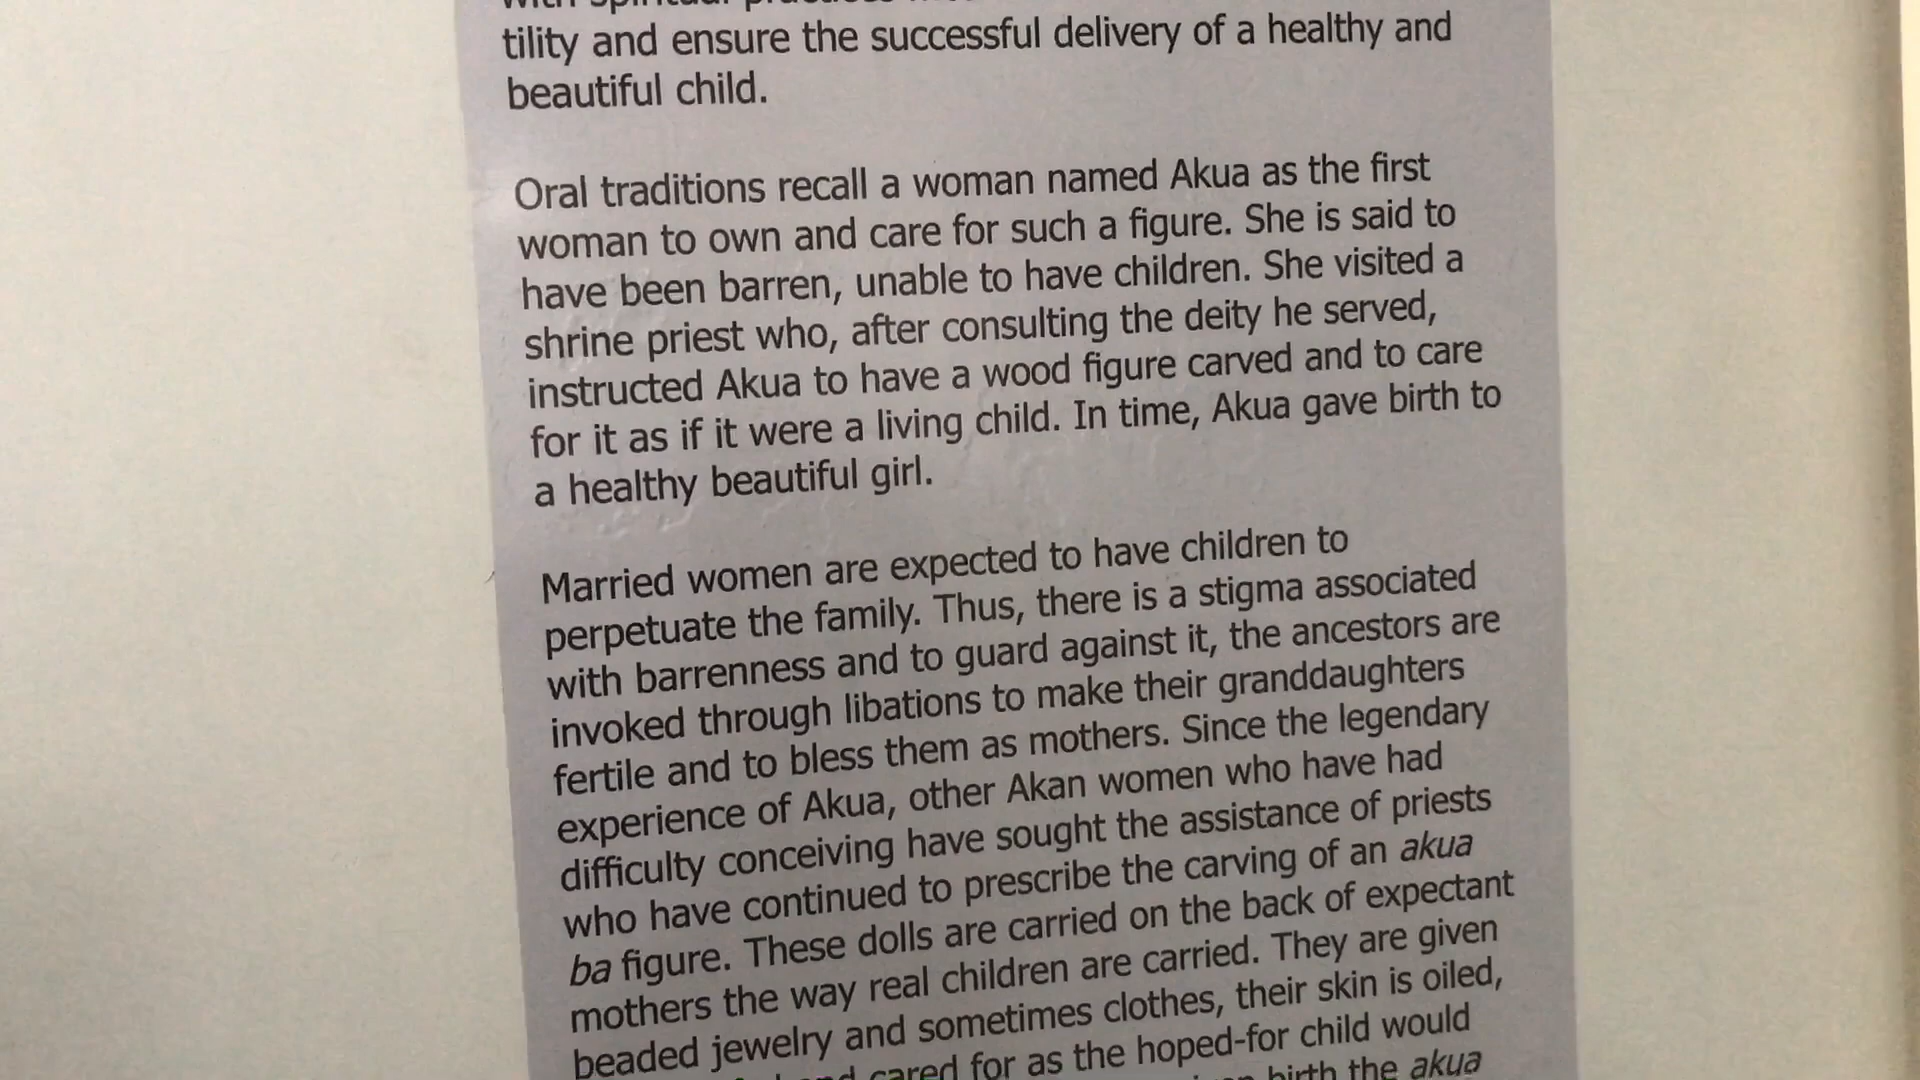 tility and ensure the successful delivery of a healthy and
beautiful child.
Oral traditions recall a woman named Akua as the first
woman to own and care for such a figure. She is said to
have been barren, unable to have children. She visited a
shrine priest who, after consulting the deity he served,
instructed Akua to have a wood figure carved and to care
for it as if it were a living child. In time, Akua gave birth to
a healthy beautiful girl.
Married women are expected to have children to
perpetuate the family. Thus, there is a stigma associated
with barrenness and to guard against it, the ancestors are
invoked through libations to make their granddaughters
fertile and to bless them as mothers. Since the legendary
experience of Akua, other Akan women who have had
difficulty conceiving have sought the assistance of priests
who have continued to prescribe the carving of an akua
ba figure. These dolls are carried on the back of expectant
mothers the way real children are carried. They are given
beaded jewelry and sometimes clothes, their skin is oiled,
cared for as the hoped-for child would
birth the akua